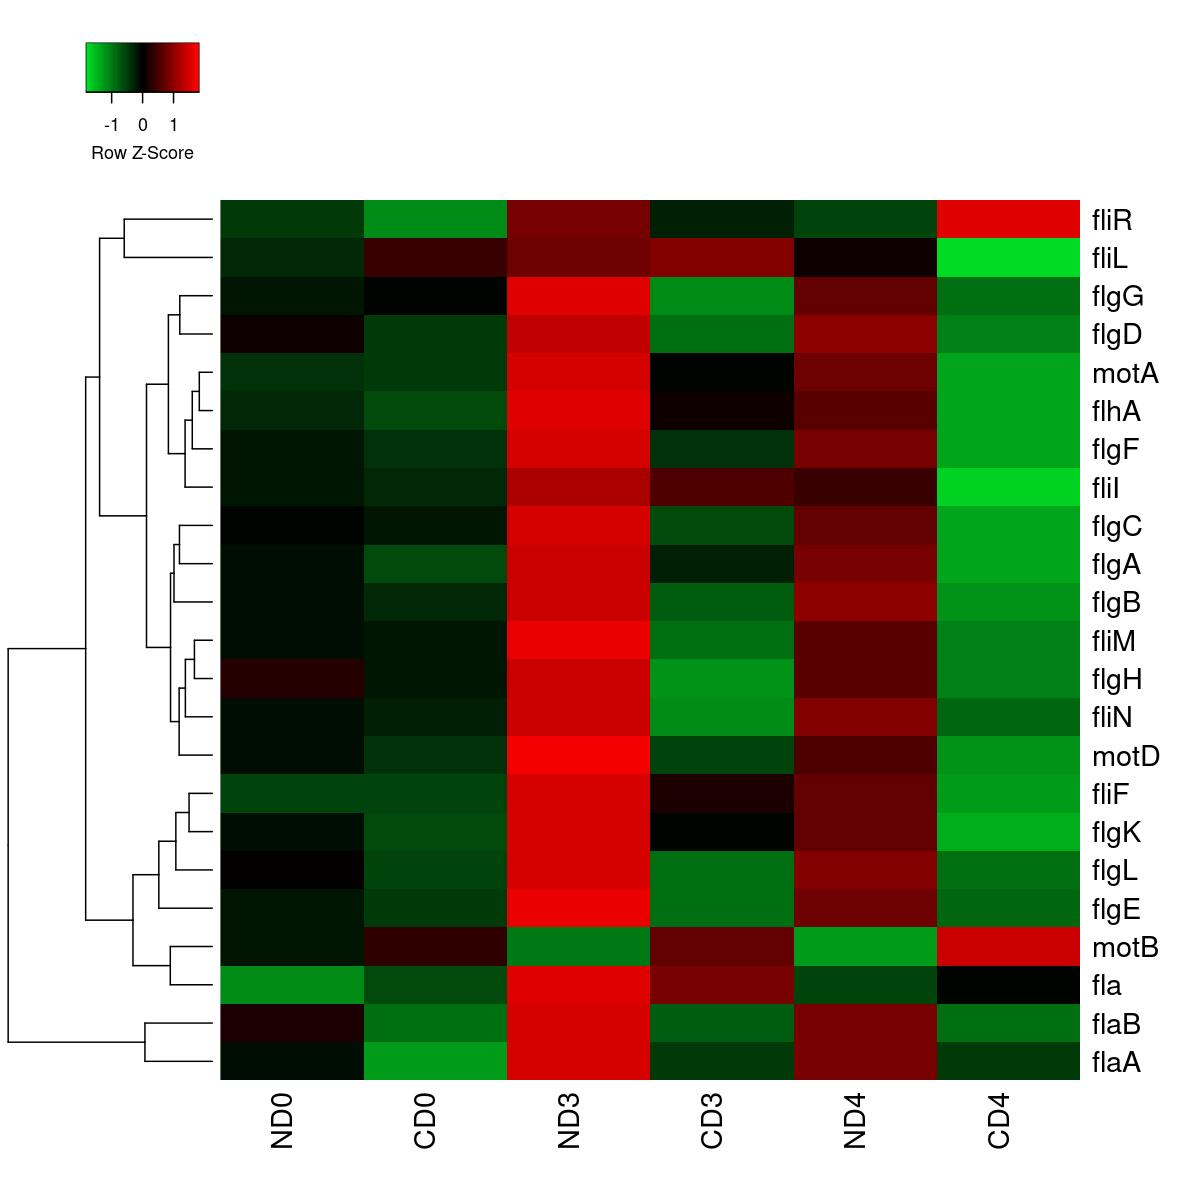 -1 0 1
Row Z-Score
fliR
fliL
flgG
flgD
motA
flhA
flgF
fliI
flgC
flgA
flgB
fliM
flgH
fliN
motD
fliF
flgK
flgL
flgE
motB
fla
flaB
flaA
ND0 CD0 ND3 CD3 ND4 CD4